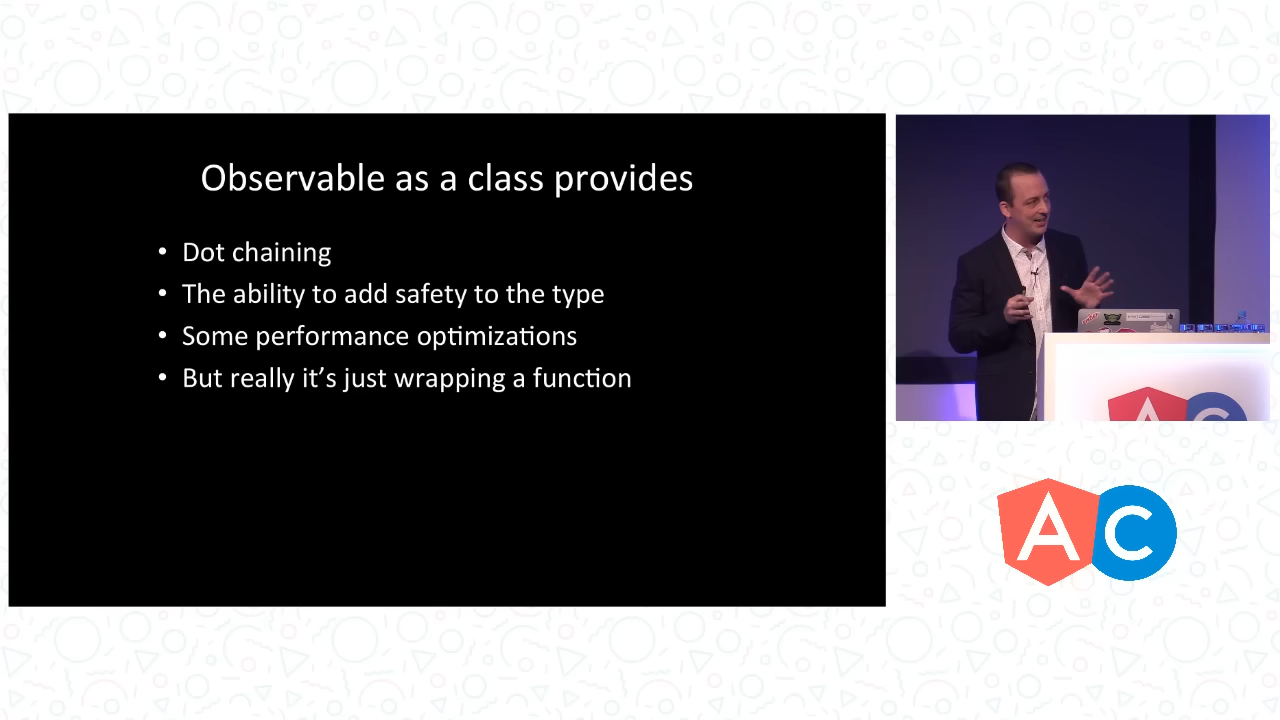 Observable as a class provides
• Dot chaining
• The ability to add safety to the type
• Some performance optimizations
• But really it’s just wrapping a function
A C
A C